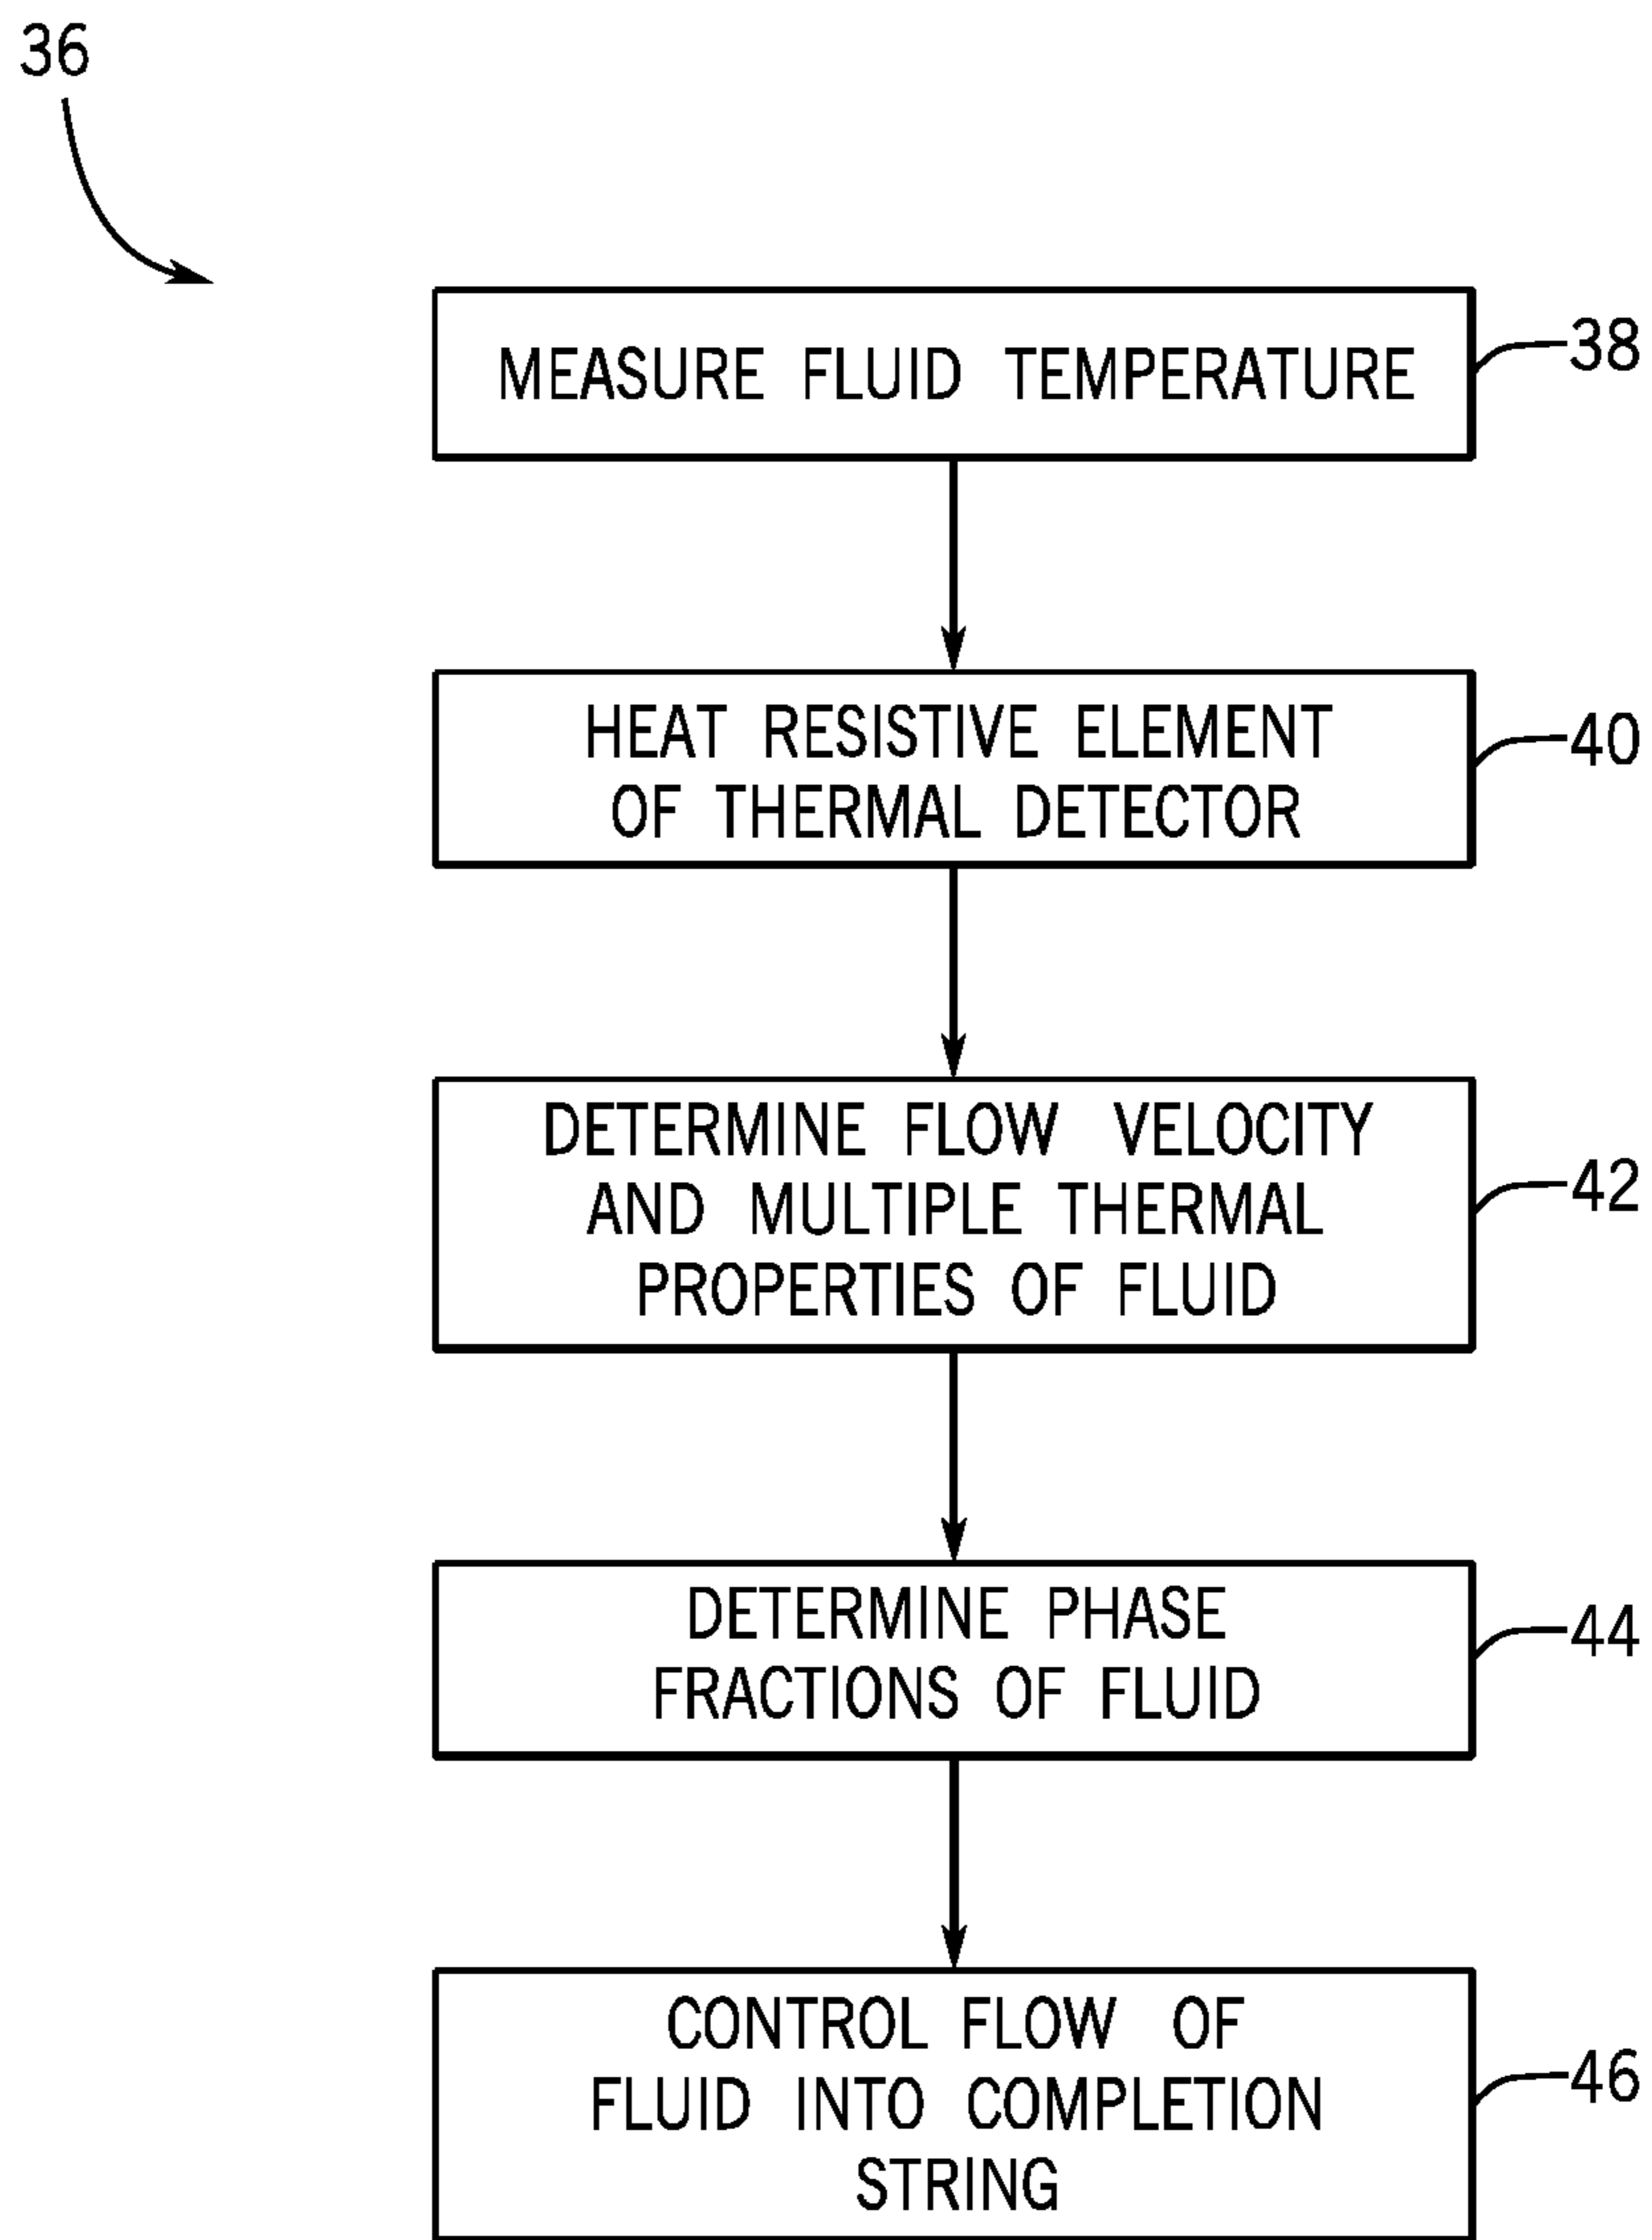 36
MEASURE FLUID TEMPERATURE
38
HEAT RESISTIVE ELEMENT
OF THERMAL DETECTOR
40
DETERMINE FLOW VELOCITY
AND MULTIPLE THERMAL
PROPERTIES OF FLUID
42
DETERMINE PHASE
FRACTIONS OF FLUID
44
CONTROL FLOW OF
FLUID INTO COMPLETION
STRING
46